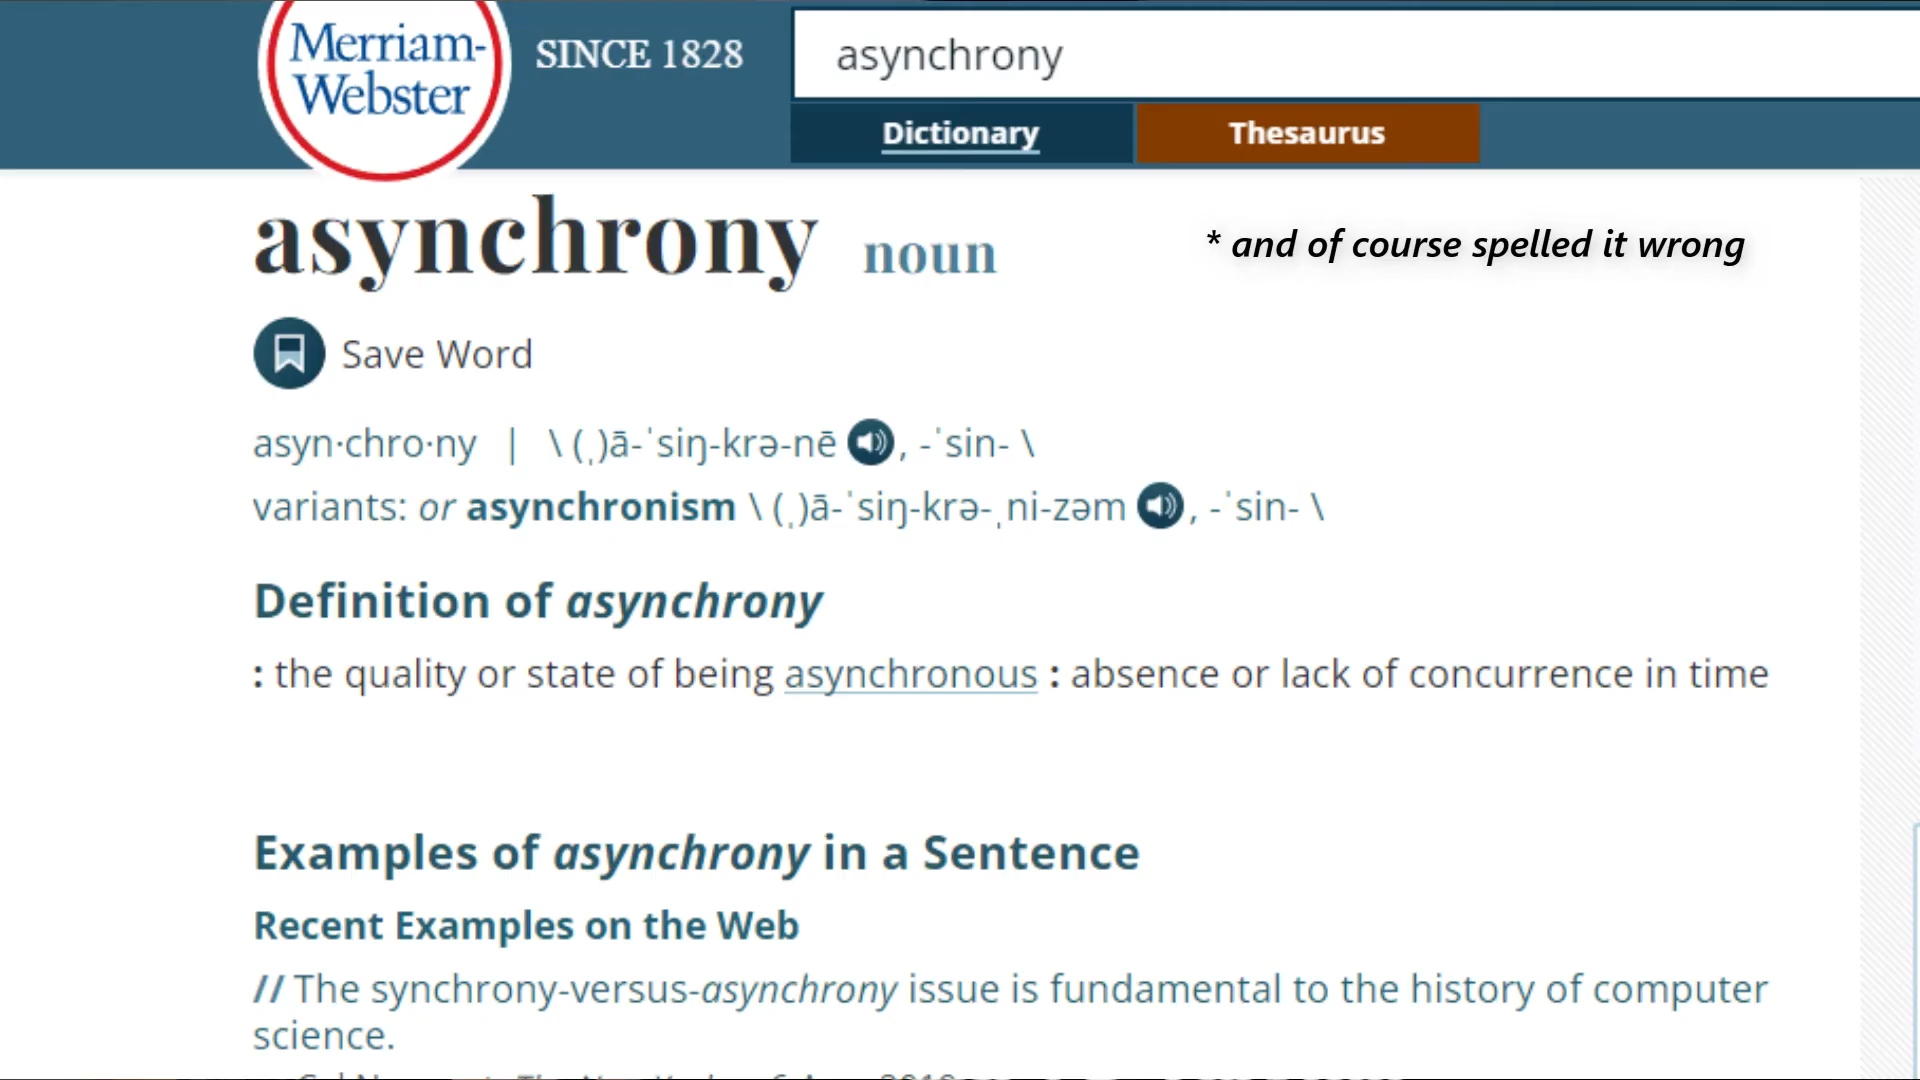 Merriam-
Webster
SINCE 1828
asynchrony
Dictionary
Thesaurus
asynchrony noun
* and of course spelled it wrong
Save Word
asyn·chro·ny | \ (ˌ)ā-ˈsiŋ-krə-nē , -ˈsin- \
variants: or asynchronism \ (ˌ)ā-ˈsiŋ-krə-ˌni-zəm , -ˈsin- \
Definition of asynchrony
: the quality or state of being asynchronous : absence or lack of concurrence in time
Examples of asynchrony in a Sentence
Recent Examples on the Web
// The synchrony-versus-asynchrony issue is fundamental to the history of computer
science.